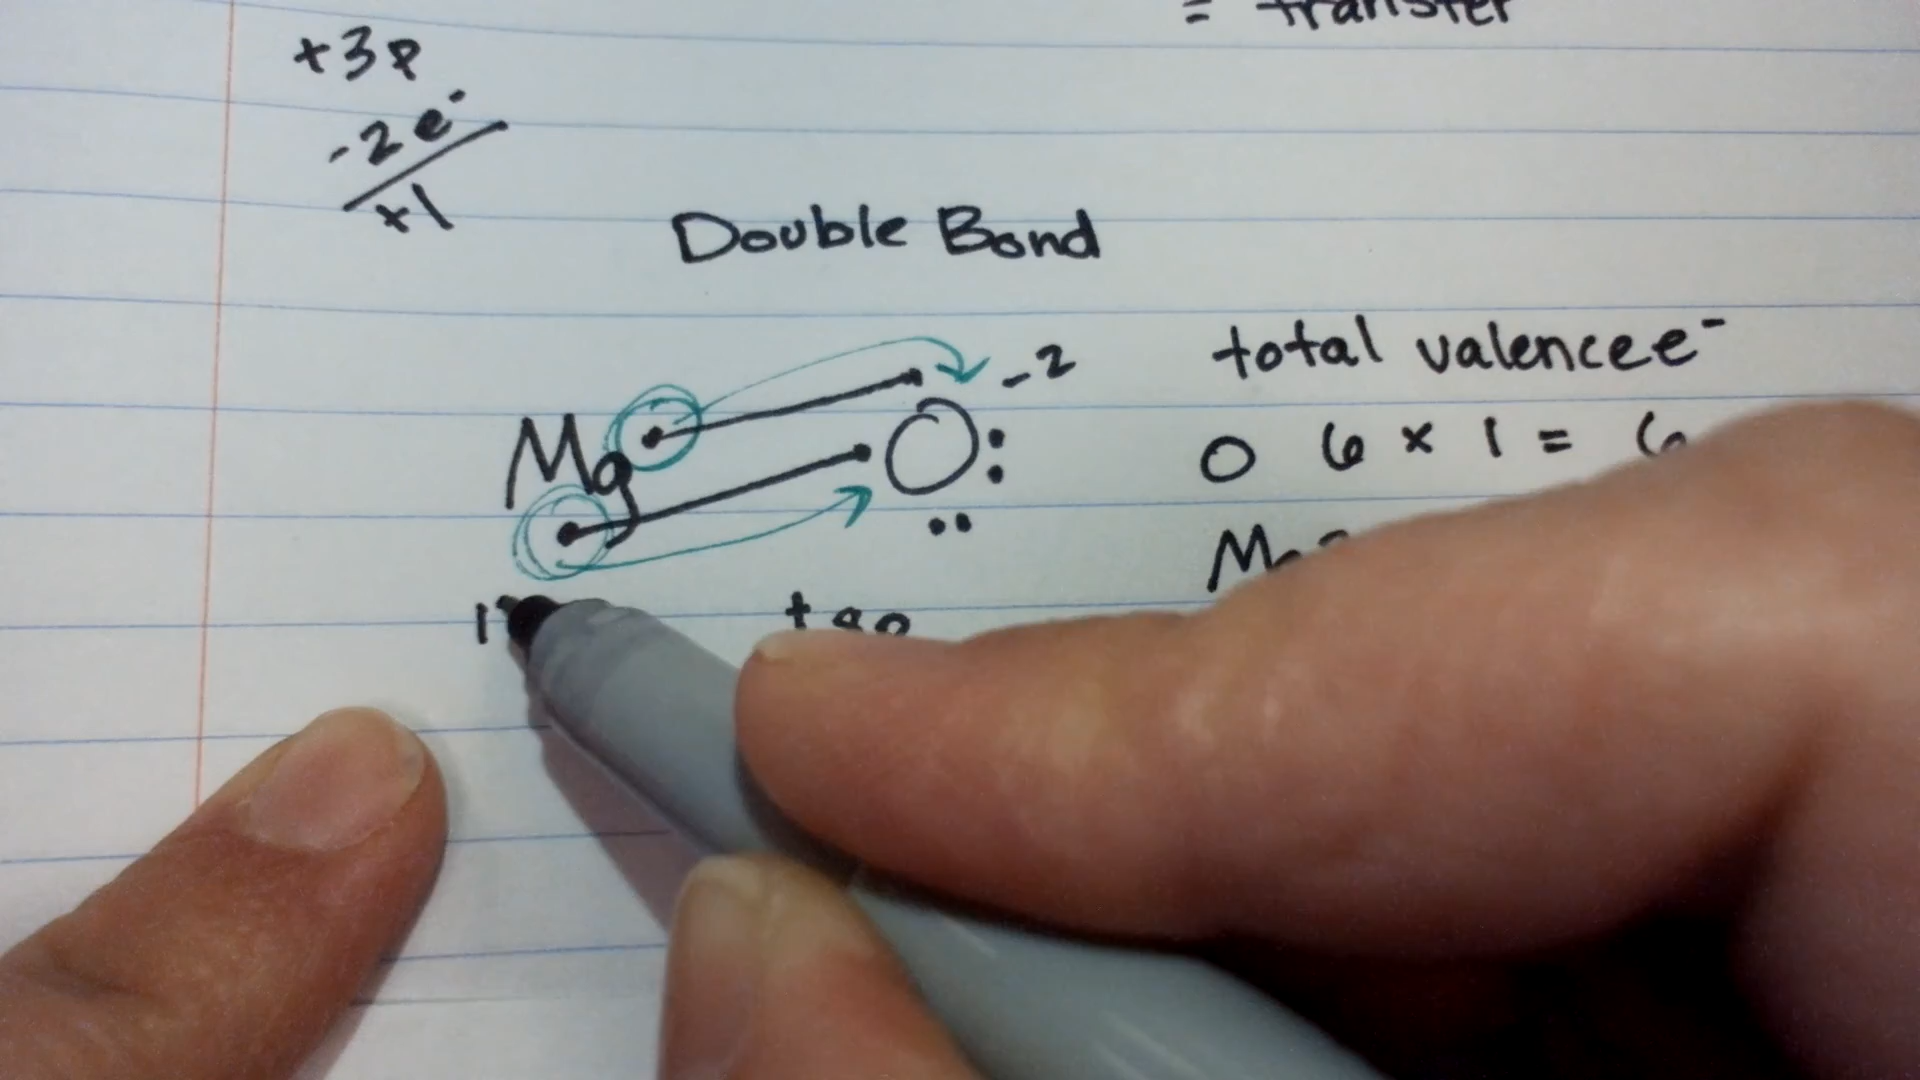 = transfer
+3p
-2e-
+1
Double Bond
-2
Mg O
total valence e-
O 6 x 1 = 6